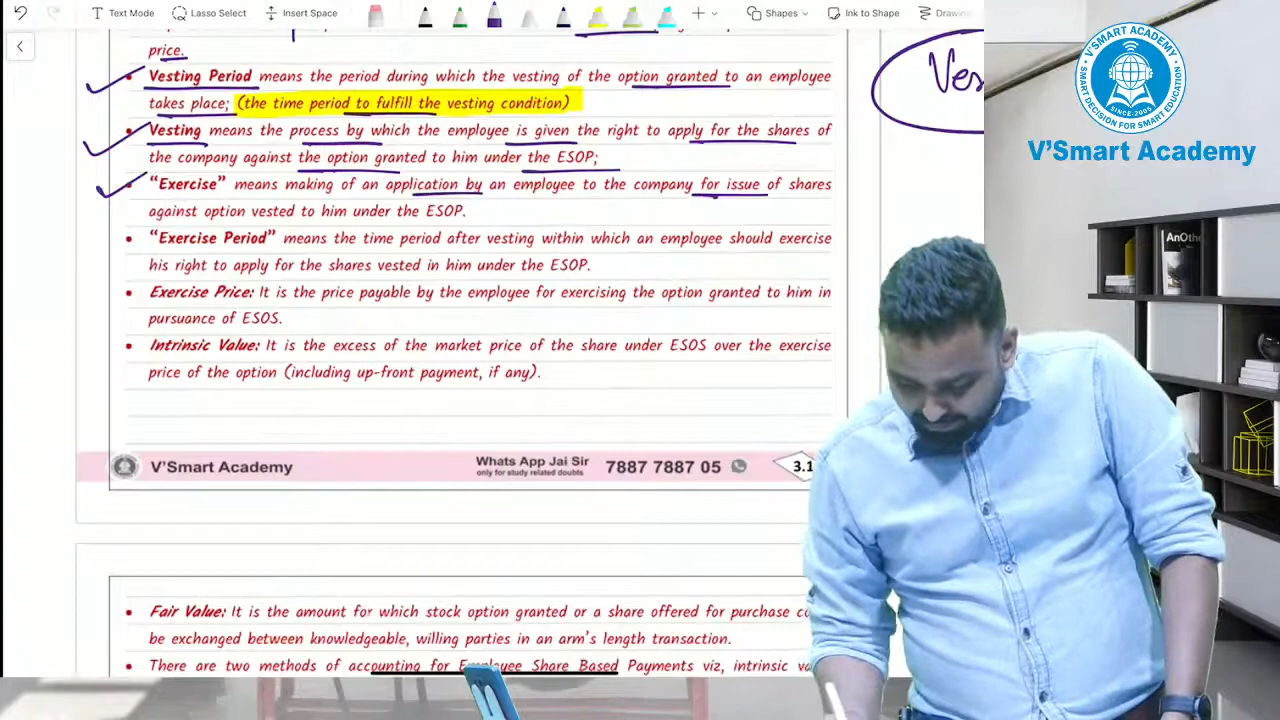 Text Mode Lasso Select Insert Space Shapes Ink to Shape Drawing
price.
• Vesting Period means the period during which the vesting of the option granted to an employee
takes place; (the time period to fulfill the vesting condition)
• Vesting means the process by which the employee is given the right to apply for the shares of
the company against the option granted to him under the ESOP;
• “Exercise” means making of an application by an employee to the company for issue of shares
against option vested to him under the ESOP.
• “Exercise Period” means the time period after vesting within which an employee should exercise
his right to apply for the shares vested in him under the ESOP.
• Exercise Price: It is the price payable by the employee for exercising the option granted to him in
pursuance of ESOS.
• Intrinsic Value: It is the excess of the market price of the share under ESOS over the exercise
price of the option (including up-front payment, if any).
V'Smart Academy
Whats App Jai Sir
only for study related doubts
7887 7887 05
3.1
• Fair Value: It is the amount for which stock option granted or a share offered for purchase
be exchanged between knowledgeable, willing parties in an arm's length transaction.
• There are two methods of accounting for Employee Share Based Payments viz, intrinsic
Ves
V'SMART ACADEMY
SINCE-2005
SMART DECISION FOR SMART EDUCATION
V'Smart Academy
AnOthe